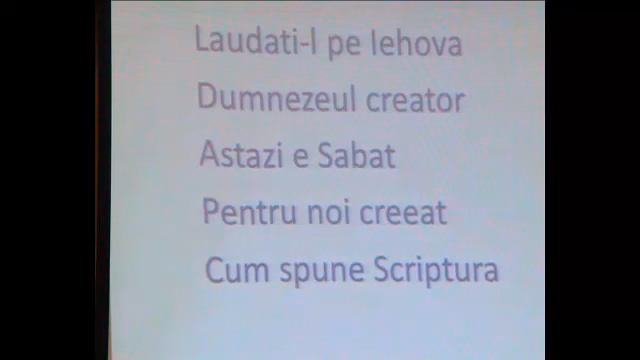 Laudati-l pe Iehova
Dumnezeul creator
Astazi e Sabat
Pentru noi creeat
Cum spune Scriptura